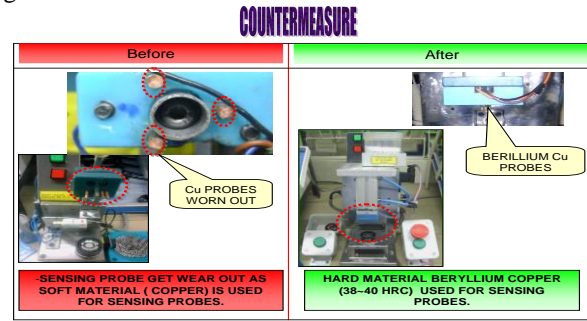 COUNTERMEASURE
Before
After
Cu PROBES
WORN OUT
BERILLIUM Cu
PROBES
-SENSING PROBE GET WEAR OUT AS
SOFT MATERIAL ( COPPER) IS USED
FOR SENSING PROBES.
HARD MATERIAL BERYLLIUM COPPER
(38~40 HRC)  USED FOR SENSING
PROBES.